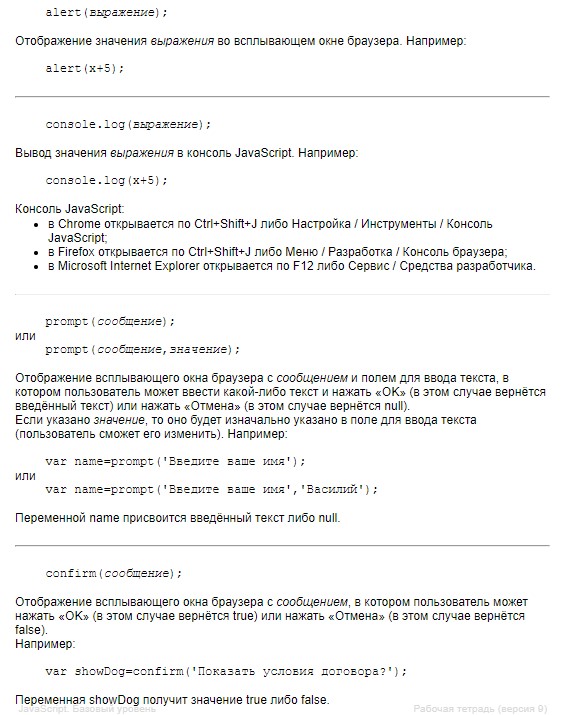 alert(выражение);
Отображение значения выражения во всплывающем окне браузера. Например:
alert(x+5);
console.log(выражение);
Вывод значения выражения в консоль JavaScript. Например:
console.log(x+5);
Консоль JavaScript:
• в Chrome открывается по Ctrl+Shift+J либо Настройка / Инструменты / Консоль
JavaScript;
• в Firefox открывается по Ctrl+Shift+J либо Меню / Разработка / Консоль браузера;
• в Microsoft Internet Explorer открывается по F12 либо Сервис / Средства разработчика.
prompt(сообщение);
или
prompt(сообщение,значение);
Отображение всплывающего окна браузера с сообщением и полем для ввода текста, в
котором пользователь может ввести какой-либо текст и нажать «OK» (в этом случае вернётся
введённый текст) или нажать «Отмена» (в этом случае вернётся null).
Если указано значение, то оно будет изначально указано в поле для ввода текста
(пользователь сможет его изменить). Например:
var name=prompt('Введите ваше имя');
или
var name=prompt('Введите ваше имя','Василий');
Переменной name присвоится введённый текст либо null.
confirm(сообщение);
Отображение всплывающего окна браузера с сообщением, в котором пользователь может
нажать «OK» (в этом случае вернётся true) или нажать «Отмена» (в этом случае вернётся
false).
Например:
var showDog=confirm('Показать условия договора?');
Переменная showDog получит значение true либо false.
JavaScript. Базовый уровень Рабочая тетрадь (версия 9)